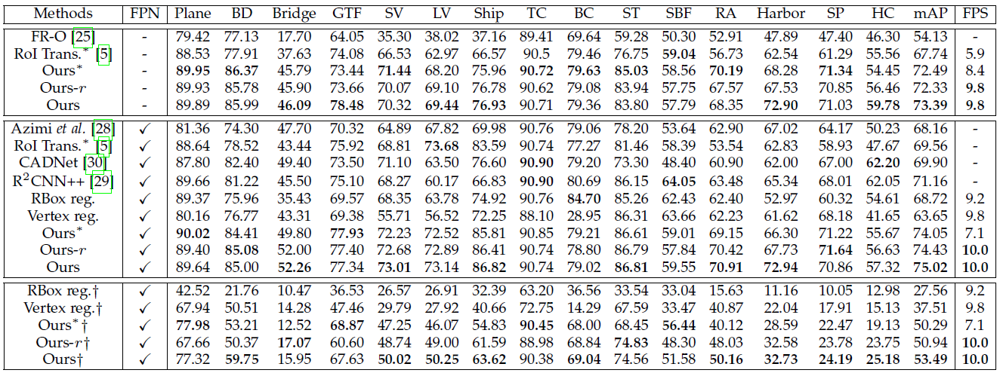 Methods FPN Plane BD Bridge GTF SV LV Ship TC BC ST SBF RA Harbor SP HC mAP FPS
FR-O [25] - 79.42 77.13 17.70 64.05 35.30 38.02 37.16 89.41 69.64 59.28 50.30 52.91 47.89 47.40 46.30 54.13 -
RoI Trans.* [5] - 88.53 77.91 37.63 74.08 66.53 62.97 66.57 90.5 79.46 76.75 59.04 56.73 62.54 61.29 55.56 67.74 5.9
Ours* - 89.95 86.37 45.79 73.44 71.44 68.20 75.96 90.72 79.63 85.03 58.56 70.19 68.28 71.34 54.45 72.49 8.4
Ours-r - 89.93 85.78 45.90 73.66 70.07 69.10 76.78 90.62 79.08 83.94 57.75 67.57 67.53 70.85 56.46 72.33 9.8
Ours - 89.89 85.99 46.09 78.48 70.32 69.44 76.93 90.71 79.36 83.80 57.79 68.35 72.90 71.03 59.78 73.39 9.8
Azimi et al. [28] ✓ 81.36 74.30 47.70 70.32 64.89 67.82 69.98 90.76 79.06 78.20 53.64 62.90 67.02 64.17 50.23 68.16 -
RoI Trans.* [5] ✓ 88.64 78.52 43.44 75.92 68.81 73.68 83.59 90.74 77.27 81.46 58.39 53.54 62.83 58.93 47.67 69.56 -
CADNet [30] ✓ 87.80 82.40 49.40 73.50 71.10 63.50 76.60 90.90 79.20 73.30 48.40 60.90 62.00 67.00 62.20 69.90 -
R²CNN++ [29] ✓ 89.66 81.22 45.50 75.10 68.27 60.17 66.83 90.90 80.69 86.15 64.05 63.48 65.34 68.01 62.05 71.16 -
RBox reg. ✓ 89.37 75.96 35.43 69.57 68.35 63.78 74.92 90.76 84.70 85.26 62.43 62.40 52.97 60.32 54.61 68.72 9.2
Vertex reg. ✓ 80.16 76.77 43.31 69.38 55.71 56.52 72.25 88.10 28.95 86.31 63.66 62.23 61.62 68.18 41.65 63.65 9.8
Ours* ✓ 90.02 84.41 49.80 77.93 72.23 72.52 85.81 90.85 79.21 86.61 59.01 69.15 66.30 71.22 55.67 74.05 7.1
Ours-r ✓ 89.40 85.08 52.00 77.40 72.68 72.89 86.41 90.74 78.80 86.79 57.84 70.42 67.73 71.64 56.63 74.43 10.0
Ours ✓ 89.64 85.00 52.26 77.34 73.01 73.14 86.82 90.74 79.02 86.81 59.55 70.91 72.94 70.86 57.32 75.02 10.0
RBox reg.† ✓ 42.52 21.76 10.47 36.53 26.57 26.91 32.39 63.20 36.56 33.54 33.04 15.63 11.16 10.05 12.98 27.56 9.2
Vertex reg.† ✓ 67.94 50.51 14.28 47.46 29.79 27.92 40.66 72.75 14.29 67.59 33.47 40.87 22.04 17.91 15.13 37.51 9.8
Ours*† ✓ 77.98 53.21 12.52 68.87 47.25 46.07 54.83 90.45 68.00 68.45 56.44 40.12 28.59 22.47 19.13 50.29 7.1
Ours-r† ✓ 67.66 50.37 17.07 60.60 48.74 49.00 61.59 88.98 68.84 74.83 48.30 48.03 32.58 23.78 23.75 50.94 10.0
Ours† ✓ 77.32 59.75 15.95 67.63 50.02 50.25 63.62 90.38 69.04 74.56 51.58 50.16 32.73 24.19 25.18 53.49 10.0